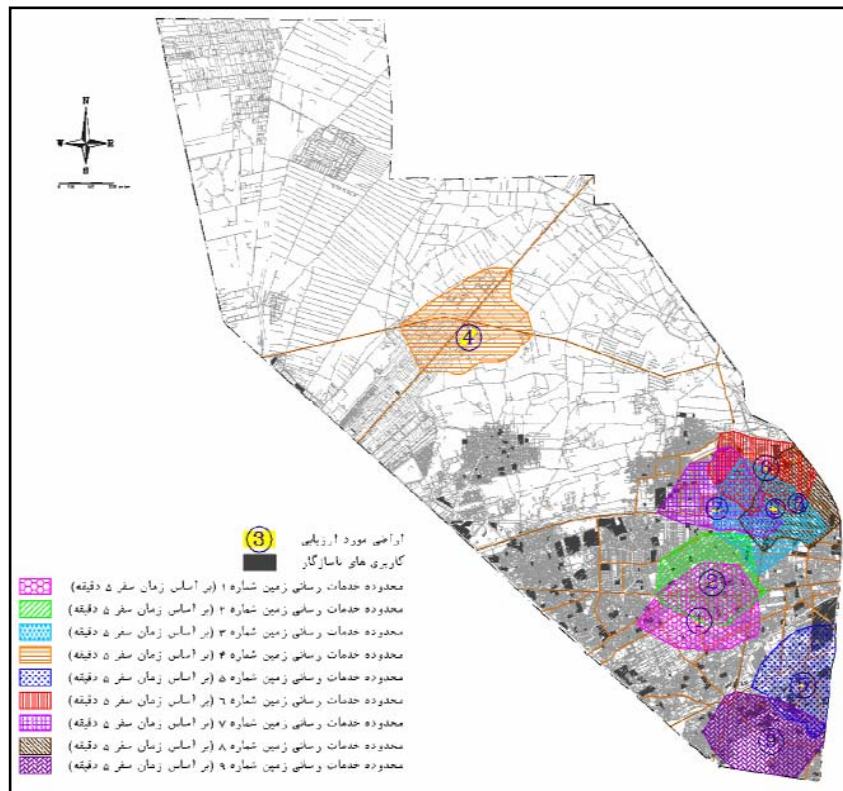 N
W E
S
④
⑥
②
①
③ اراضی مورد ارزیابی
کاربری های ناسازگار
محدوده خدمات رسانی زمین شماره ۱ (بر اساس زمان سفر ۵ دقیقه)
محدوده خدمات رسانی زمین شماره ۲ (بر اساس زمان سفر ۵ دقیقه)
محدوده خدمات رسانی زمین شماره ۳ (بر اساس زمان سفر ۵ دقیقه)
محدوده خدمات رسانی زمین شماره ۴ (بر اساس زمان سفر ۵ دقیقه)
محدوده خدمات رسانی زمین شماره ۵ (بر اساس زمان سفر ۵ دقیقه)
محدوده خدمات رسانی زمین شماره ۶ (بر اساس زمان سفر ۵ دقیقه)
محدوده خدمات رسانی زمین شماره ۷ (بر اساس زمان سفر ۵ دقیقه)
محدوده خدمات رسانی زمین شماره ۸ (بر اساس زمان سفر ۵ دقیقه)
محدوده خدمات رسانی زمین شماره ۹ (بر اساس زمان سفر ۵ دقیقه)